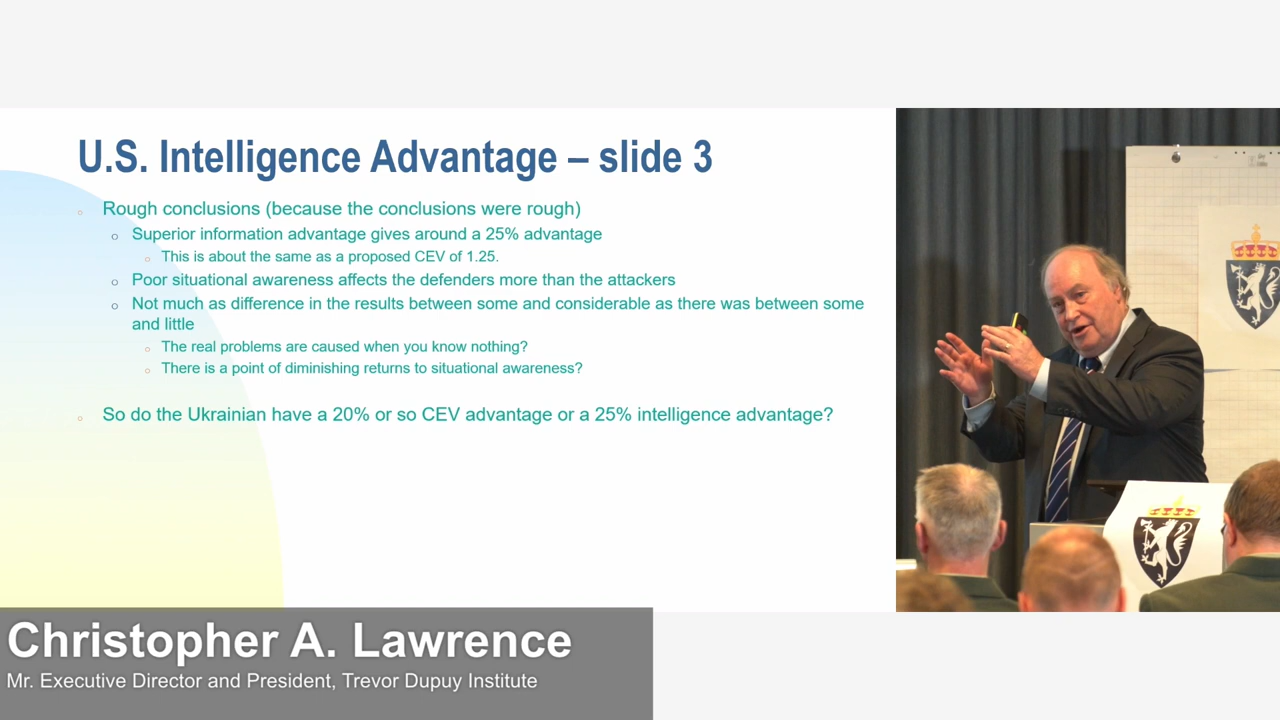 U.S. Intelligence Advantage – slide 3
Rough conclusions (because the conclusions were rough)
Superior information advantage gives around a 25% advantage
This is about the same as a proposed CEV of 1.25.
Poor situational awareness affects the defenders more than the attackers
Not much as difference in the results between some and considerable as there was between some
and little
The real problems are caused when you know nothing?
There is a point of diminishing returns to situational awareness?
So do the Ukrainian have a 20% or so CEV advantage or a 25% intelligence advantage?
Christopher A. Lawrence
Mr. Executive Director and President, Trevor Dupuy Institute